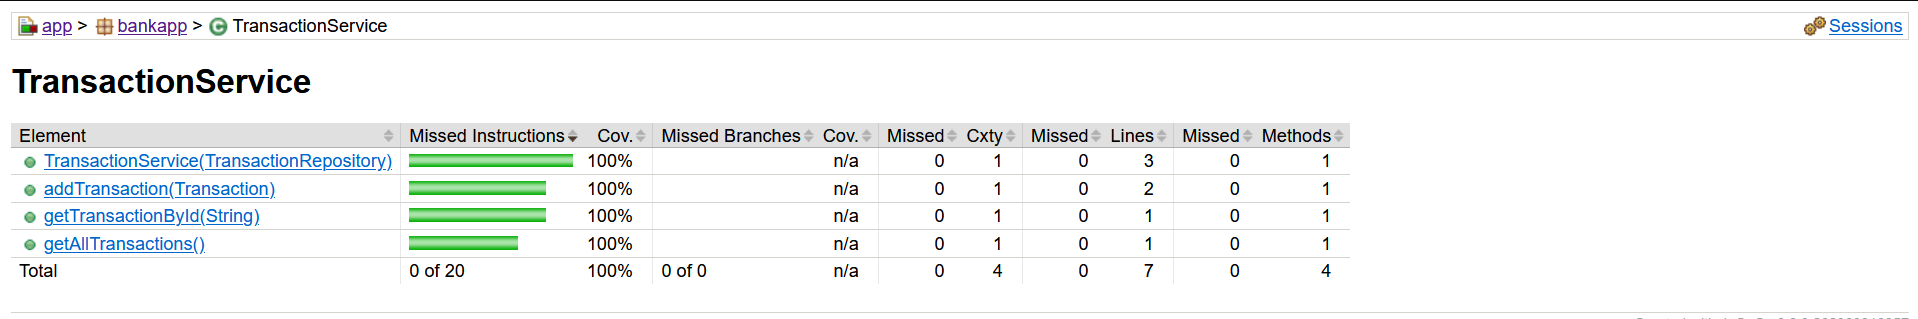 app > bankapp > TransactionService Sessions
TransactionService
Element Missed Instructions Cov. Missed Branches Cov. Missed Cxty Missed Lines Missed Methods
TransactionService(TransactionRepository) 100% n/a 0 1 0 3 0 1
addTransaction(Transaction) 100% n/a 0 1 0 2 0 1
getTransactionById(String) 100% n/a 0 1 0 1 0 1
getAllTransactions() 100% n/a 0 1 0 1 0 1
Total 0 of 20 100% 0 of 0 n/a 0 4 0 7 0 4